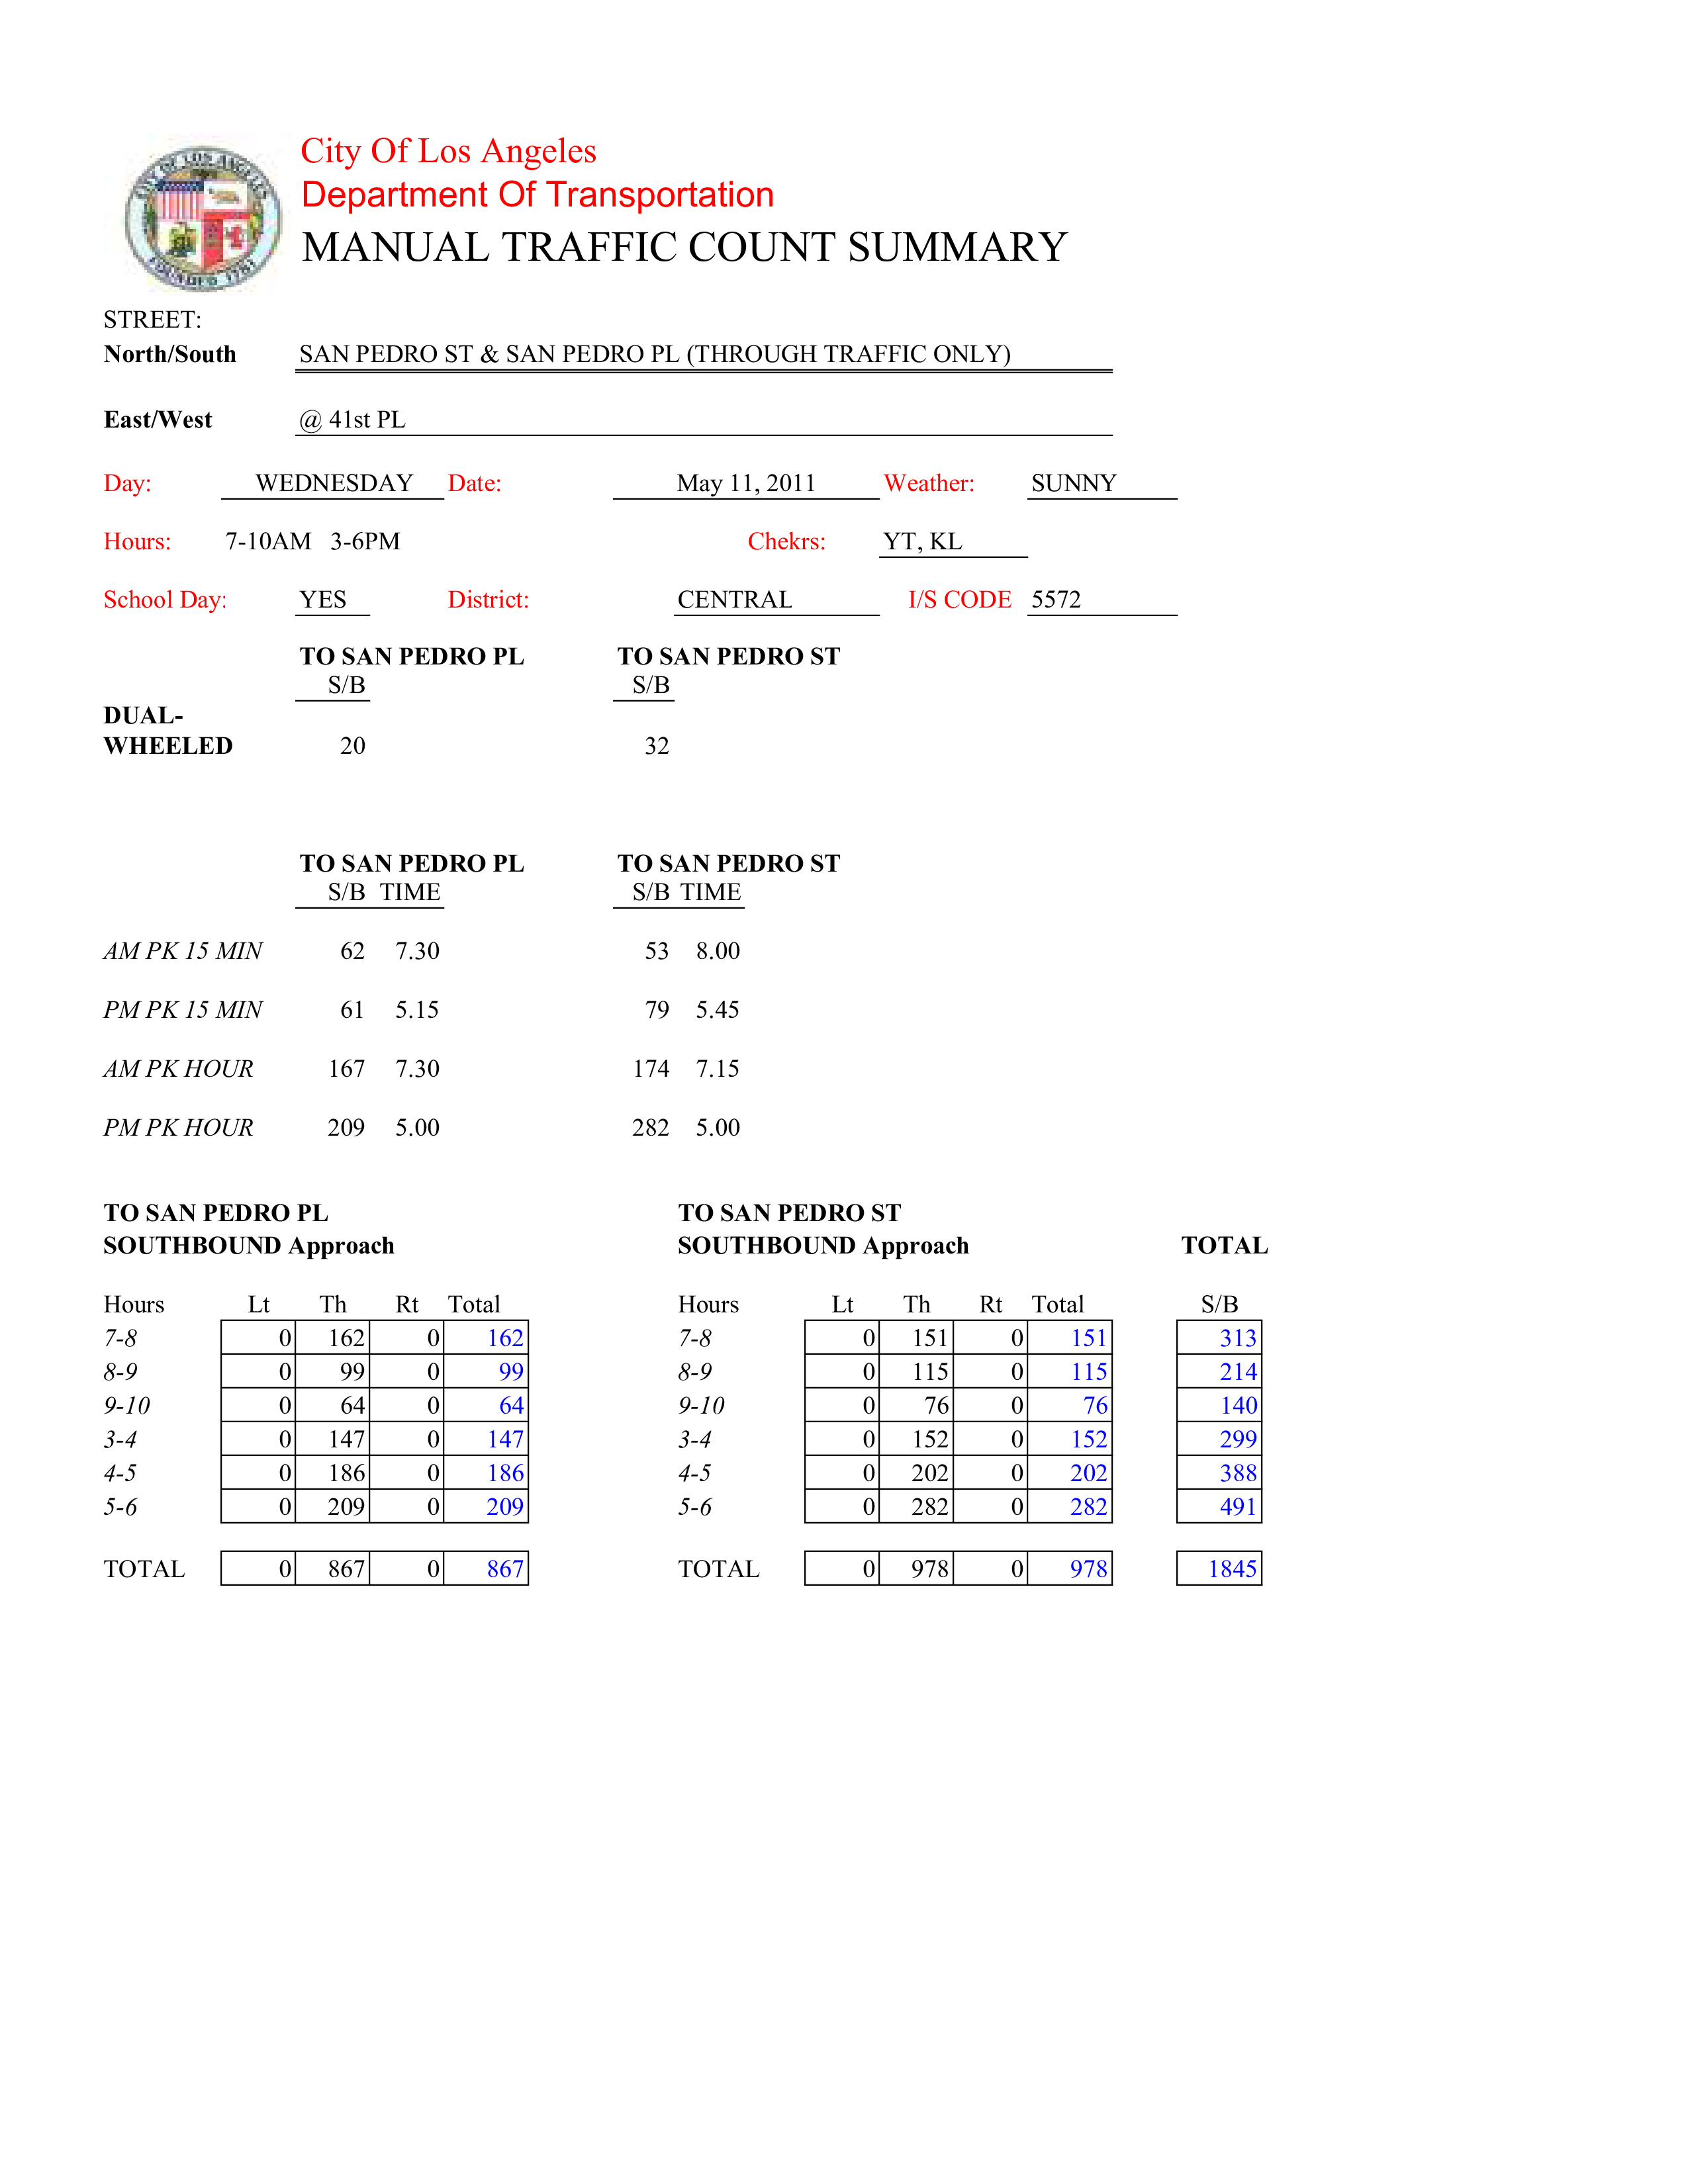 CITY OF LOS ANGELES
FOUNDED 1781
City Of Los Angeles
Department Of Transportation
MANUAL TRAFFIC COUNT SUMMARY
STREET:
North/South SAN PEDRO ST & SAN PEDRO PL (THROUGH TRAFFIC ONLY)
East/West @ 41st PL
Day: WEDNESDAY Date: May 11, 2011 Weather: SUNNY
Hours: 7-10AM 3-6PM Chekrs: YT, KL
School Day: YES District: CENTRAL I/S CODE 5572
TO SAN PEDRO PL TO SAN PEDRO ST
S/B S/B
DUAL-
WHEELED 20 32
TO SAN PEDRO PL TO SAN PEDRO ST
S/B TIME S/B TIME
AM PK 15 MIN 62 7.30 53 8.00
PM PK 15 MIN 61 5.15 79 5.45
AM PK HOUR 167 7.30 174 7.15
PM PK HOUR 209 5.00 282 5.00
TO SAN PEDRO PL TO SAN PEDRO ST
SOUTHBOUND Approach SOUTHBOUND Approach TOTAL
Hours Lt Th Rt Total Hours Lt Th Rt Total S/B
7-8 0 162 0 162 7-8 0 151 0 151 313
8-9 0 99 0 99 8-9 0 115 0 115 214
9-10 0 64 0 64 9-10 0 76 0 76 140
3-4 0 147 0 147 3-4 0 152 0 152 299
4-5 0 186 0 186 4-5 0 202 0 202 388
5-6 0 209 0 209 5-6 0 282 0 282 491
TOTAL 0 867 0 867 TOTAL 0 978 0 978 1845